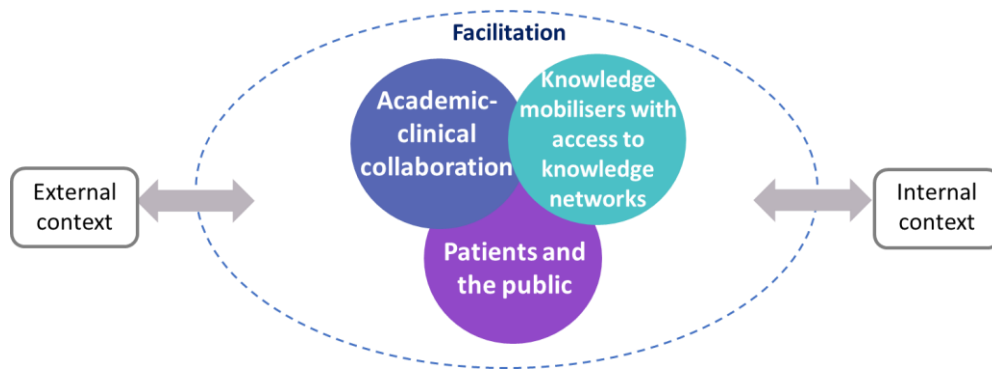 Facilitation
Academic-
clinical
collaboration
Knowledge
mobilisers with
access to
knowledge
networks
External
context
Internal
context
Patients and
the public